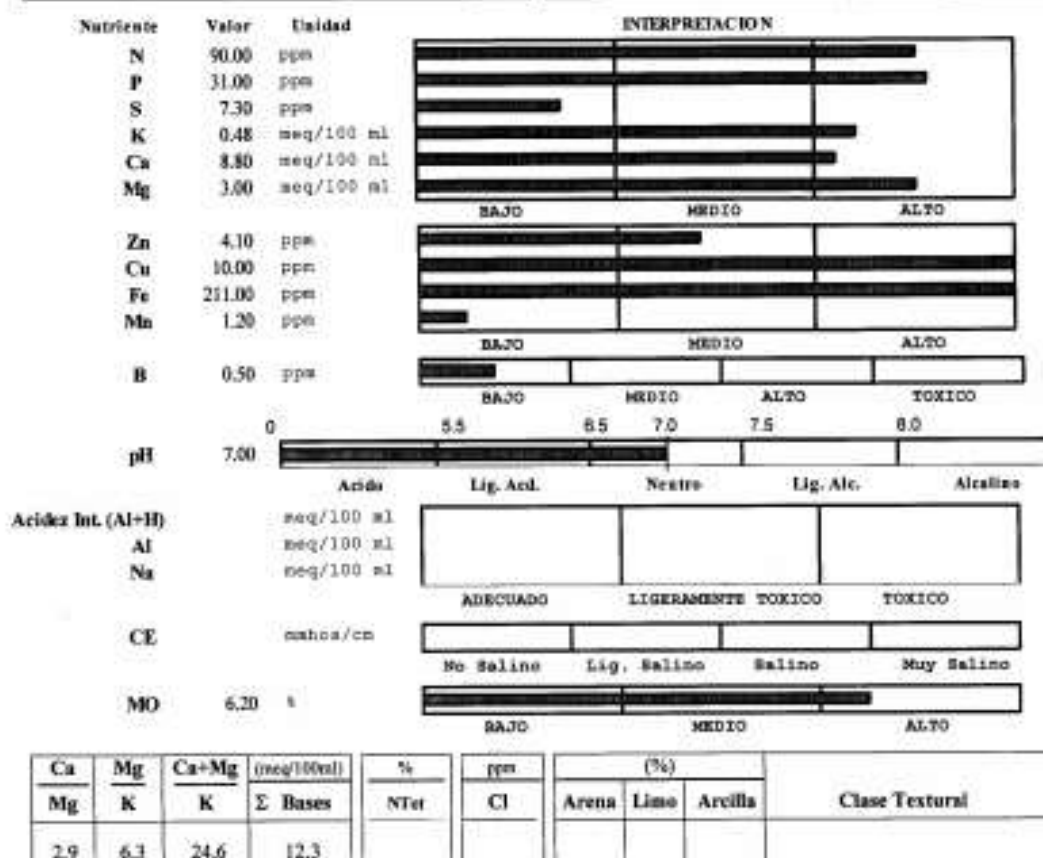 Nutriente Valor Unidad INTERPRETACION
N 90.00 ppm
P 31.00 ppm
S 7.30 ppm
K 0.48 meq/100 ml
Ca 8.80 meq/100 ml
Mg 3.00 meq/100 ml
BAJO MEDIO ALTO
Zn 4.10 ppm
Cu 10.00 ppm
Fe 211.00 ppm
Mn 1.20 ppm
BAJO MEDIO ALTO
B 0.50 ppm
BAJO MEDIO ALTO TOXICO
0 5.5 6.5 7.0 7.5 8.0
pH 7.00
Acido Lig. Acd. Neutro Lig. Alc. Alcalino
Acidez Int. (Al+H) meq/100 ml
Al meq/100 ml
Na meq/100 ml
ADECUADO LIGERAMENTE TOXICO TOXICO
CE mmhos/cm
No Salino Lig. Salino Salino Muy Salino
MO 6.20 %
BAJO MEDIO ALTO
Ca Mg Ca+Mg (meq/100ml) % ppm (%)
Mg K K Σ Bases NTot Cl Arena Limo Arcilla Clase Textural
2.9 6.3 24.6 12.3